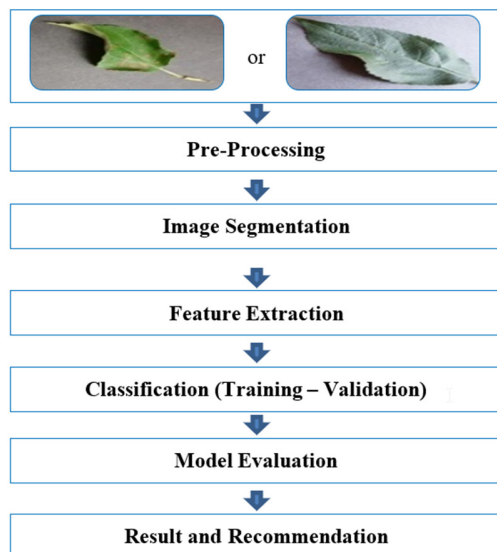 or
Pre-Processing
Image Segmentation
Feature Extraction
Classification (Training – Validation)
Model Evaluation
Result and Recommendation